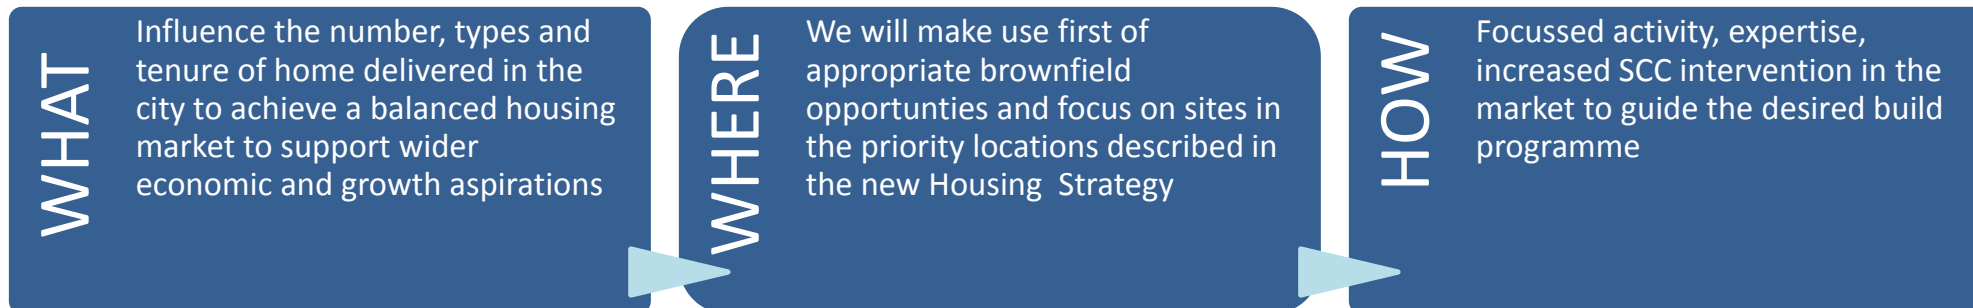 WHAT
Influence the number, types and
tenure of home delivered in the
city to achieve a balanced housing
market to support wider
economic and growth aspirations
WHERE
We will make use first of
appropriate brownfield
opportunties and focus on sites in
the priority locations described in
the new Housing  Strategy
HOW
Focussed activity, expertise,
increased SCC intervention in the
market to guide the desired build
programme